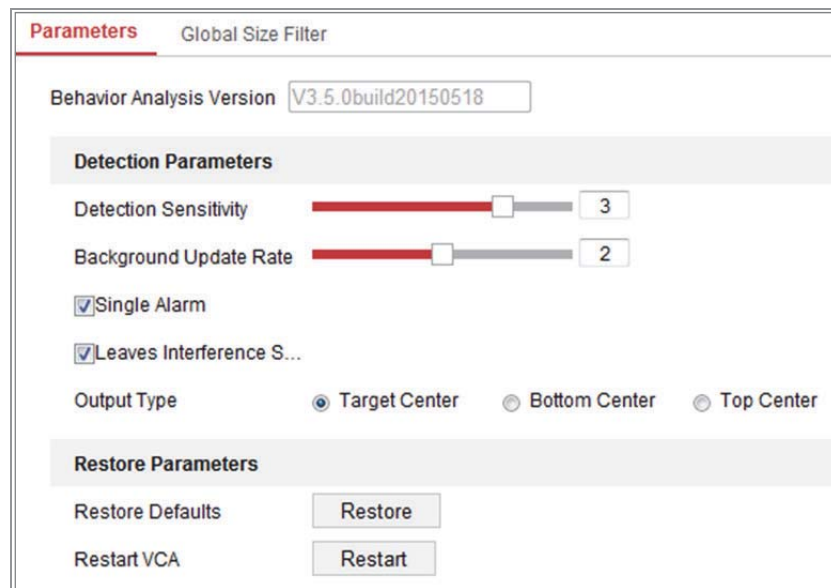 Parameters Global Size Filter
Behavior Analysis Version V3.5.0build20150518
Detection Parameters
Detection Sensitivity 3
Background Update Rate 2
Single Alarm
Leaves Interference S...
Output Type Target Center Bottom Center Top Center
Restore Parameters
Restore Defaults Restore
Restart VCA Restart